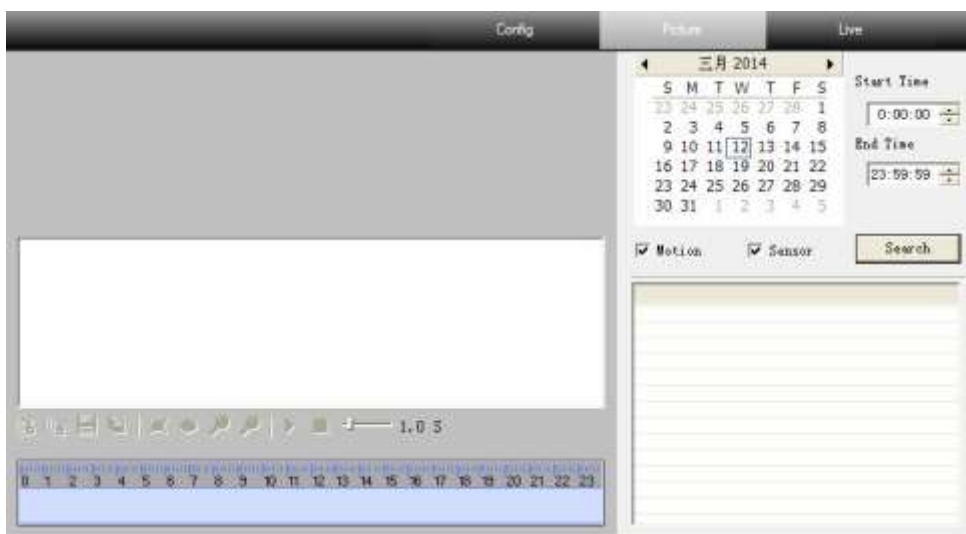 Config Picture Live
三月 2014
S M T W T F S
23 24 25 26 27 28 1
2 3 4 5 6 7 8
9 10 11 12 13 14 15
16 17 18 19 20 21 22
23 24 25 26 27 28 29
30 31 1 2 3 4 5
Start Time
0:00:00
End Time
23:59:59
Motion Sensor Search
1.0 S
0 1 2 3 4 5 6 7 8 9 10 11 12 13 14 15 16 17 18 19 20 21 22 23